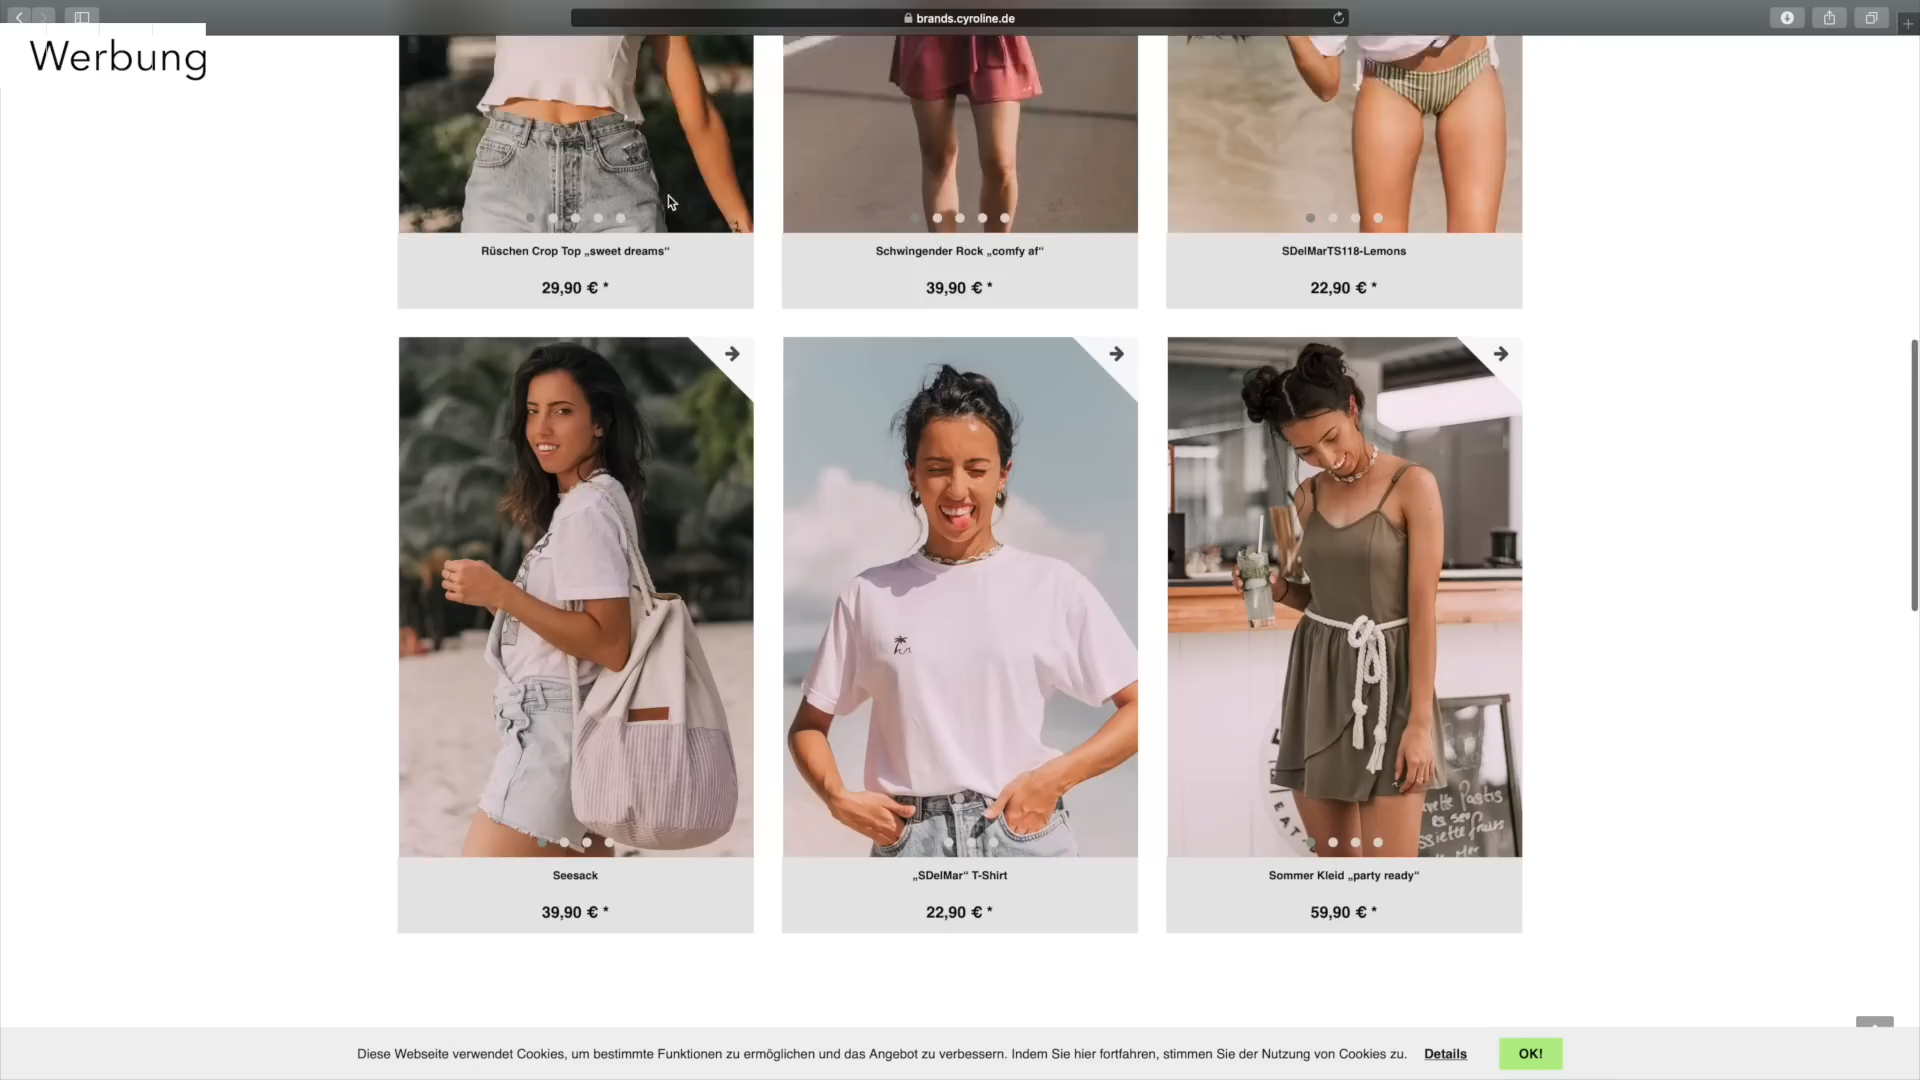 brands.cyroline.de
Werbung
Rüschen Crop Top „sweet dreams“
29,90 € *
Schwingender Rock „comfy af“
39,90 € *
SDelMarTS118-Lemons
22,90 € *
Seesack
39,90 € *
„SDelMar“ T-Shirt
22,90 € *
Sommer Kleid „party ready“
59,90 € *
Diese Webseite verwendet Cookies, um bestimmte Funktionen zu ermöglichen und das Angebot zu verbessern. Indem Sie hier fortfahren, stimmen Sie der Nutzung von Cookies zu. Details OK!